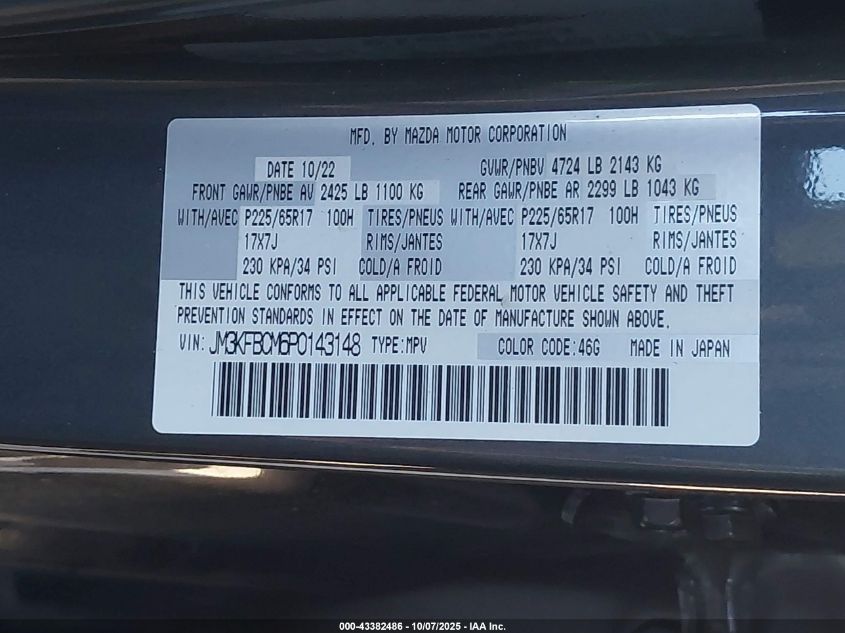 MFD. BY MAZDA MOTOR CORPORATION
DATE 10/22 GVWR/PNBV 4724 LB 2143 KG
FRONT GAWR/PNBE AV 2425 LB 1100 KG REAR GAWR/PNBE AR 2299 LB 1043 KG
WITH/AVEC P225/65R17 100H TIRES/PNEUS WITH/AVEC P225/65R17 100H TIRES/PNEUS
17X7J RIMS/JANTES 17X7J RIMS/JANTES
230 KPA/34 PSI COLD/A FROID 230 KPA/34 PSI COLD/A FROID
THIS VEHICLE CONFORMS TO ALL APPLICABLE FEDERAL MOTOR VEHICLE SAFETY AND THEFT
PREVENTION STANDARDS IN EFFECT ON THE DATE OF MANUFACTURE SHOWN ABOVE.
VIN: JM3KFBCM6P0143148 TYPE:MPV COLOR CODE:46G MADE IN JAPAN
000-43382486 - 10/07/2025 - IAA Inc.